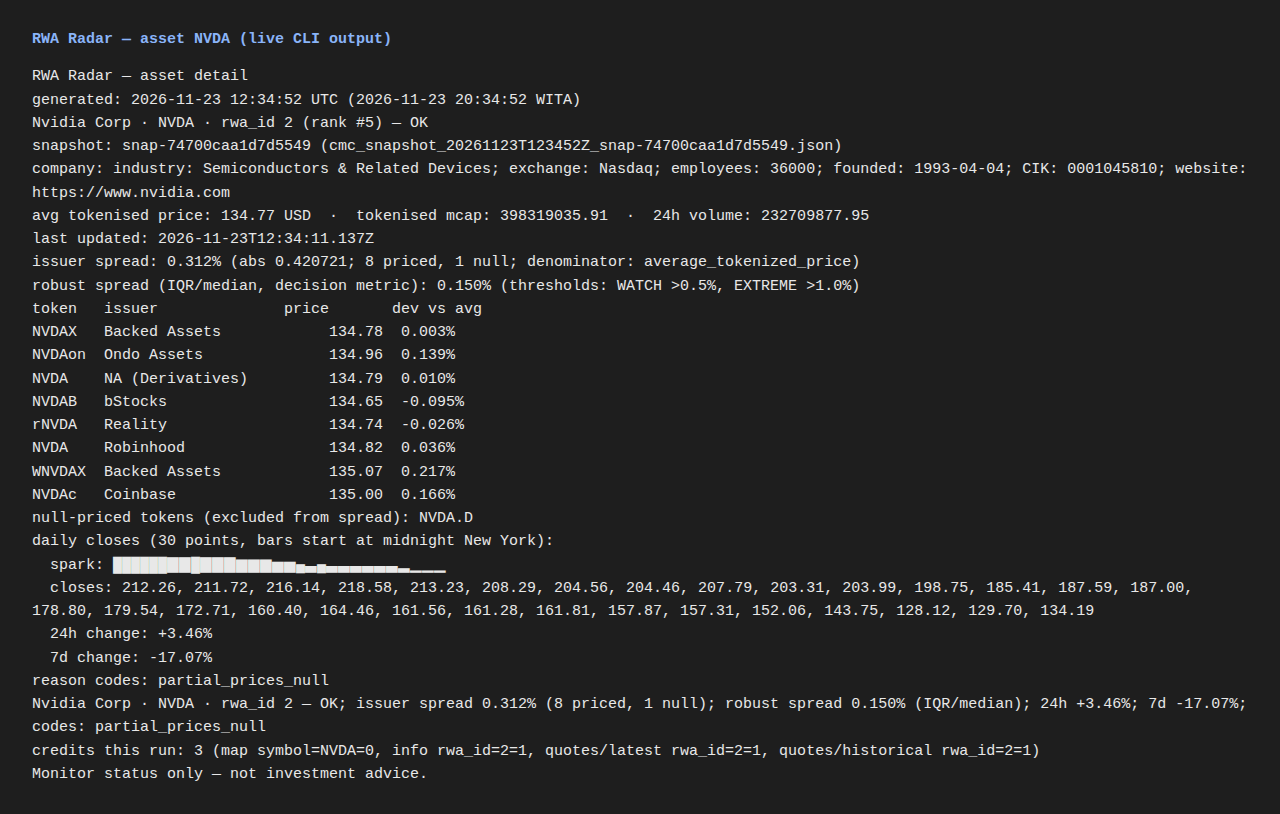 RWA Radar — asset NVDA (live CLI output)
RWA Radar — asset detail
generated: 2026-11-23 12:34:52 UTC (2026-11-23 20:34:52 WITA)
Nvidia Corp · NVDA · rwa_id 2 (rank #5) — OK
snapshot: snap-74700caa1d7d5549 (cmc_snapshot_20261123T123452Z_snap-74700caa1d7d5549.json)
company: industry: Semiconductors & Related Devices; exchange: Nasdaq; employees: 36000; founded: 1993-04-04; CIK: 0001045810; website:
https://www.nvidia.com
avg tokenised price: 134.77 USD  ·  tokenised mcap: 398319035.91  ·  24h volume: 232709877.95
last updated: 2026-11-23T12:34:11.137Z
issuer spread: 0.312% (abs 0.420721; 8 priced, 1 null; denominator: average_tokenized_price)
robust spread (IQR/median, decision metric): 0.150% (thresholds: WATCH >0.5%, EXTREME >1.0%)
token   issuer              price       dev vs avg
NVDAX   Backed Assets            134.78  0.003%
NVDAon  Ondo Assets              134.96  0.139%
NVDA    NA (Derivatives)         134.79  0.010%
NVDAB   bStocks                  134.65  -0.095%
rNVDA   Reality                  134.74  -0.026%
NVDA    Robinhood                134.82  0.036%
WNVDAX  Backed Assets            135.07  0.217%
NVDAc   Coinbase                 135.00  0.166%
null-priced tokens (excluded from spread): NVDA.D
daily closes (30 points, bars start at midnight New York):
spark:
closes: 212.26, 211.72, 216.14, 218.58, 213.23, 208.29, 204.56, 204.46, 207.79, 203.31, 203.99, 198.75, 185.41, 187.59, 187.00,
178.80, 179.54, 172.71, 160.40, 164.46, 161.56, 161.28, 161.81, 157.87, 157.31, 152.06, 143.75, 128.12, 129.70, 134.19
24h change: +3.46%
7d change: -17.07%
reason codes: partial_prices_null
Nvidia Corp · NVDA · rwa_id 2 — OK; issuer spread 0.312% (8 priced, 1 null); robust spread 0.150% (IQR/median); 24h +3.46%; 7d -17.07%;
codes: partial_prices_null
credits this run: 3 (map symbol=NVDA=0, info rwa_id=2=1, quotes/latest rwa_id=2=1, quotes/historical rwa_id=2=1)
Monitor status only — not investment advice.